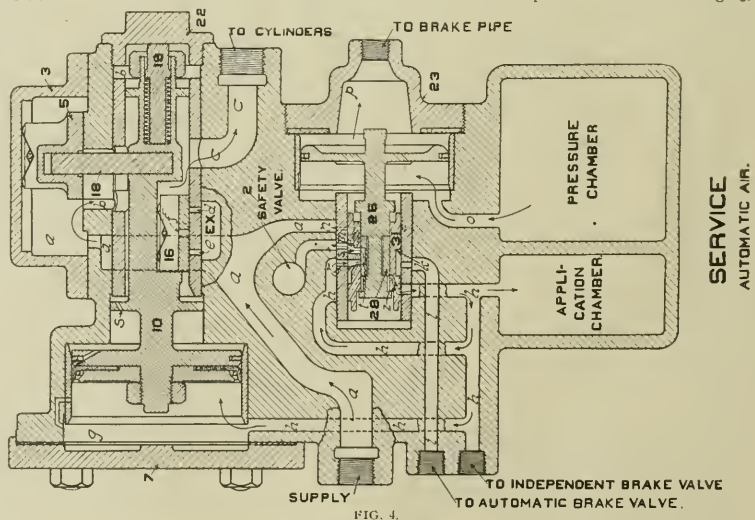 22
TO CYLINDERS
TO BRAKE PIPE
3
5
18
b
c
23
p
18
2
SAFETY VALVE.
PRESSURE CHAMBER
a
16
EX.
d
e
a
26
31
o
SERVICE
AUTOMATIC AIR.
S
10
28
h
APPLI-
CATION
CHAMBER.
g
h
a
h
h
7
SUPPLY
TO INDEPENDENT BRAKE VALVE
TO AUTOMATIC BRAKE VALVE.
FIG. 4.